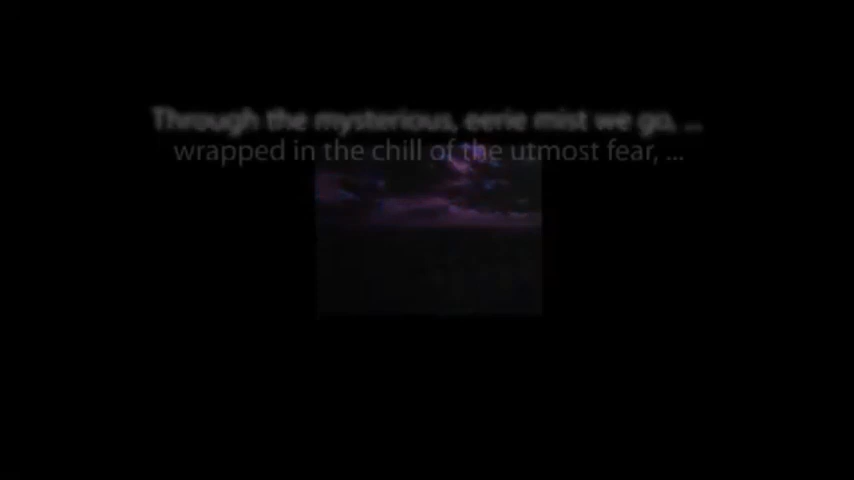 Through the mysterious, eerie mist we go, ...
wrapped in the chill of the utmost fear, ...